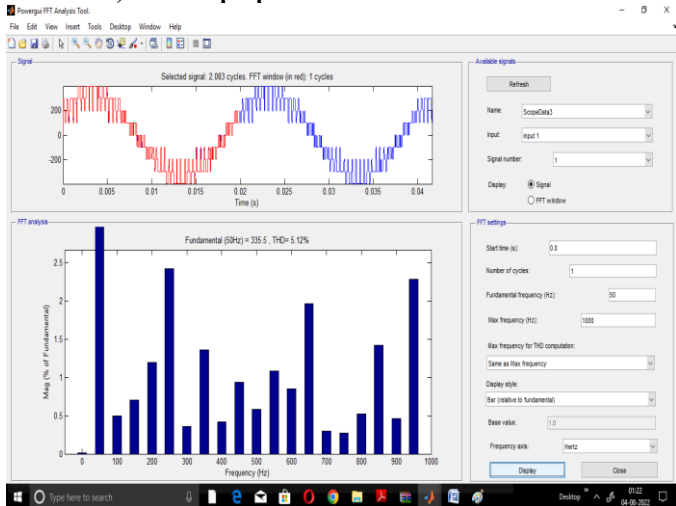 Powergui FFT Analysis Tool.
File Edit View Insert Tools Desktop Window Help
Signal
Selected signal: 2.083 cycles. FFT window (in red): 1 cycles
200
0
-200
0 0.005 0.01 0.015 0.02 0.025 0.03 0.035 0.04
Time (s)
FFT analysis
Fundamental (50Hz) = 335.5 , THD= 5.12%
Mag (% of Fundamental)
2.5
2
1.5
1
0.5
0
0 100 200 300 400 500 600 700 800 900 1000
Frequency (Hz)
Available signals
Refresh
Name: ScopeData3
Input: input 1
Signal number: 1
Display: Signal
FFT window
FFT settings
Start time (s): 0.0
Number of cycles: 1
Fundamental frequency (Hz): 50
Max frequency (Hz): 1000
Max frequency for THD computation:
Same as Max frequency
Display style:
Bar (relative to fundamental)
Base value: 1.0
Frequency axis: Hertz
Display Close
Type here to search
Desktop
01:22
04-08-2022